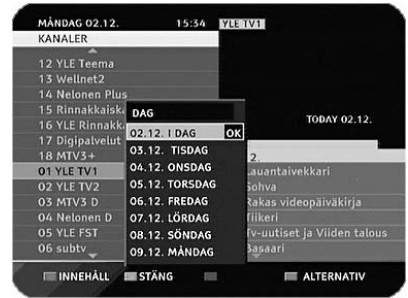 MÅNDAG 02.12. 15:34 YLE TV1
KANALER
12 YLE Teema
13 Wellnet2
14 Nelonen Plus
15 Rinnakkaisk
16 YLE Rinnakk
17 Digipalvelut
18 MTV3+
01 YLE TV1
02 YLE TV2
03 MTV3 D
04 Nelonen D
05 YLE FST
06 subtv
DAG
02.12. I DAG OK
03.12. TISDAG
04.12. ONSDAG
05.12. TORSDAG
06.12. FREDAG
07.12. LÖRDAG
08.12. SÖNDAG
09.12. MÅNDAG
TODAY 02.12.
2.
auantaivekkari
Sohva
Rakas videopäiväkirja
Tiikeri
Tv-uutiset ja Viiden talous
Basaari
INNEHÅLL STÄNG ALTERNATIV